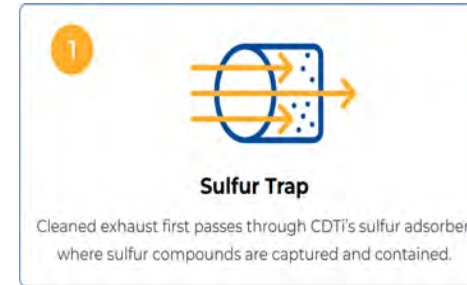 1
Sulfur Trap
Cleaned exhaust first passes through CDTi's sulfur adsorber
where sulfur compounds are captured and contained.